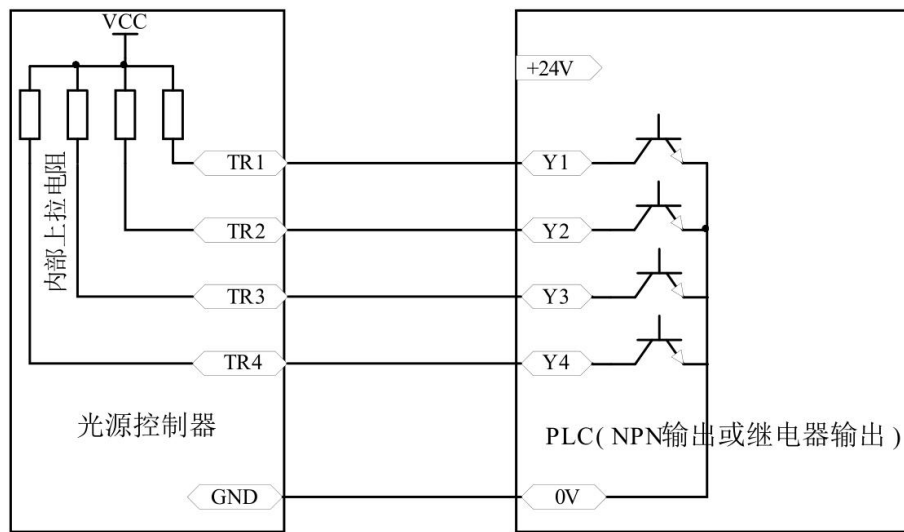 VCC
+24V
内部上拉电阻
TR1
Y1
TR2
Y2
TR3
Y3
TR4
Y4
光源控制器
PLC( NPN输出或继电器输出)
GND
0V